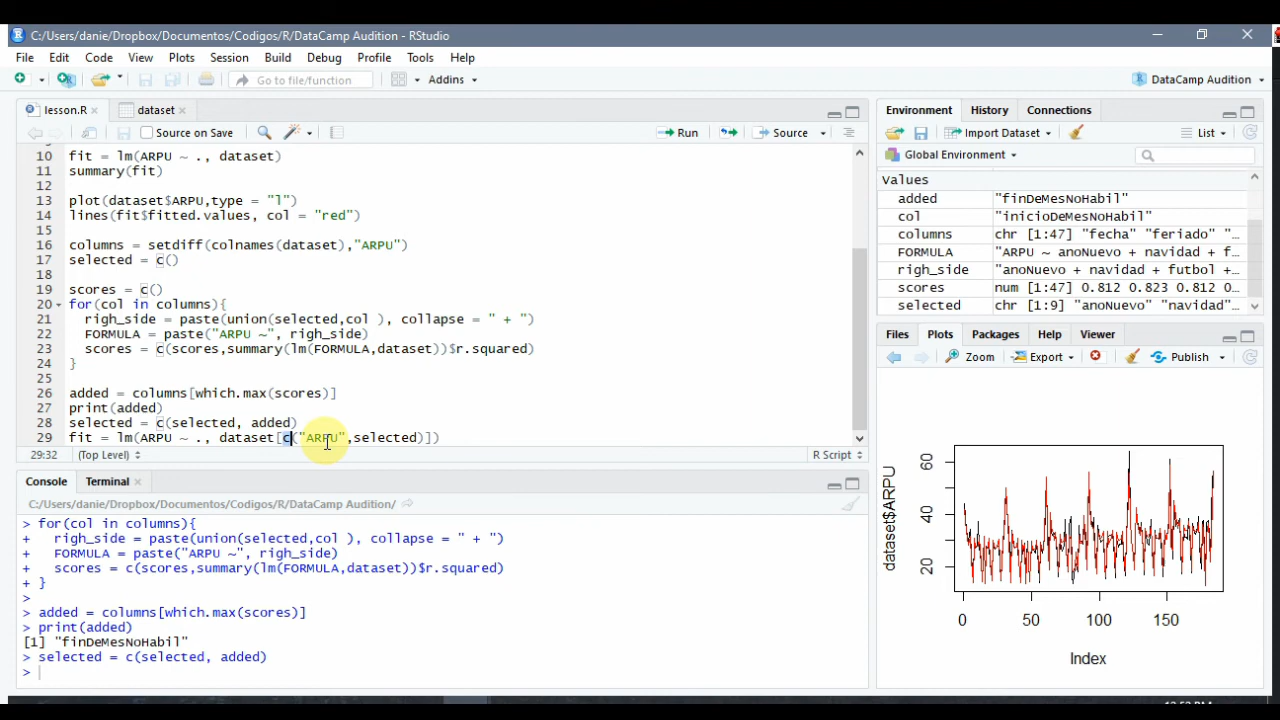 C:/Users/danie/Dropbox/Documentos/Codigos/R/DataCamp Audition - RStudio
File Edit Code View Plots Session Build Debug Profile Tools Help
Go to file/function Addins DataCamp Audition
lesson.R dataset
Source on Save Run Source
10 fit = lm(ARPU ~ ., dataset)
11 summary(fit)
12
13 plot(dataset$ARPU,type = "l")
14 lines(fit$fitted.values, col = "red")
15
16 columns = setdiff(colnames(dataset),"ARPU")
17 selected = c()
18
19 scores = c()
20 for(col in columns){
21 righ_side = paste(union(selected,col ), collapse = " + ")
22 FORMULA = paste("ARPU ~", righ_side)
23 scores = c(scores,summary(lm(FORMULA,dataset))$r.squared)
24 }
25
26 added = columns[which.max(scores)]
27 print(added)
28 selected = c(selected, added)
29 fit = lm(ARPU ~ ., dataset[c("ARPU",selected)])
29:32 (Top Level) R Script
Console Terminal
C:/Users/danie/Dropbox/Documentos/Codigos/R/DataCamp Audition/
> for(col in columns){
+ righ_side = paste(union(selected,col ), collapse = " + ")
+ FORMULA = paste("ARPU ~", righ_side)
+ scores = c(scores,summary(lm(FORMULA,dataset))$r.squared)
+ }
>
> added = columns[which.max(scores)]
> print(added)
[1] "finDeMesNoHabil"
> selected = c(selected, added)
>
Environment History Connections
Import Dataset List
Global Environment
Values
added "finDeMesNoHabil"
col "inicioDeMesNoHabil"
columns chr [1:47] "fecha" "feriado" "…
FORMULA "ARPU ~ anoNuevo + navidad + f…
righ_side "anoNuevo + navidad + futbol +…
scores num [1:47] 0.812 0.823 0.812 0…
selected chr [1:9] "anoNuevo" "navidad"…
Files Plots Packages Help Viewer
Zoom Export Publish
dataset$ARPU
60
40
20
0 50 100 150
Index